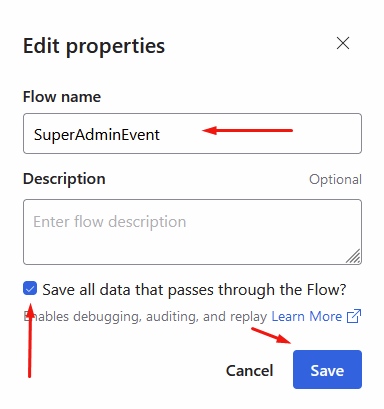 Edit properties
Flow name
SuperAdminEvent
Description Optional
Enter flow description
Save all data that passes through the Flow?
Enables debugging, auditing, and replay Learn More
Cancel Save